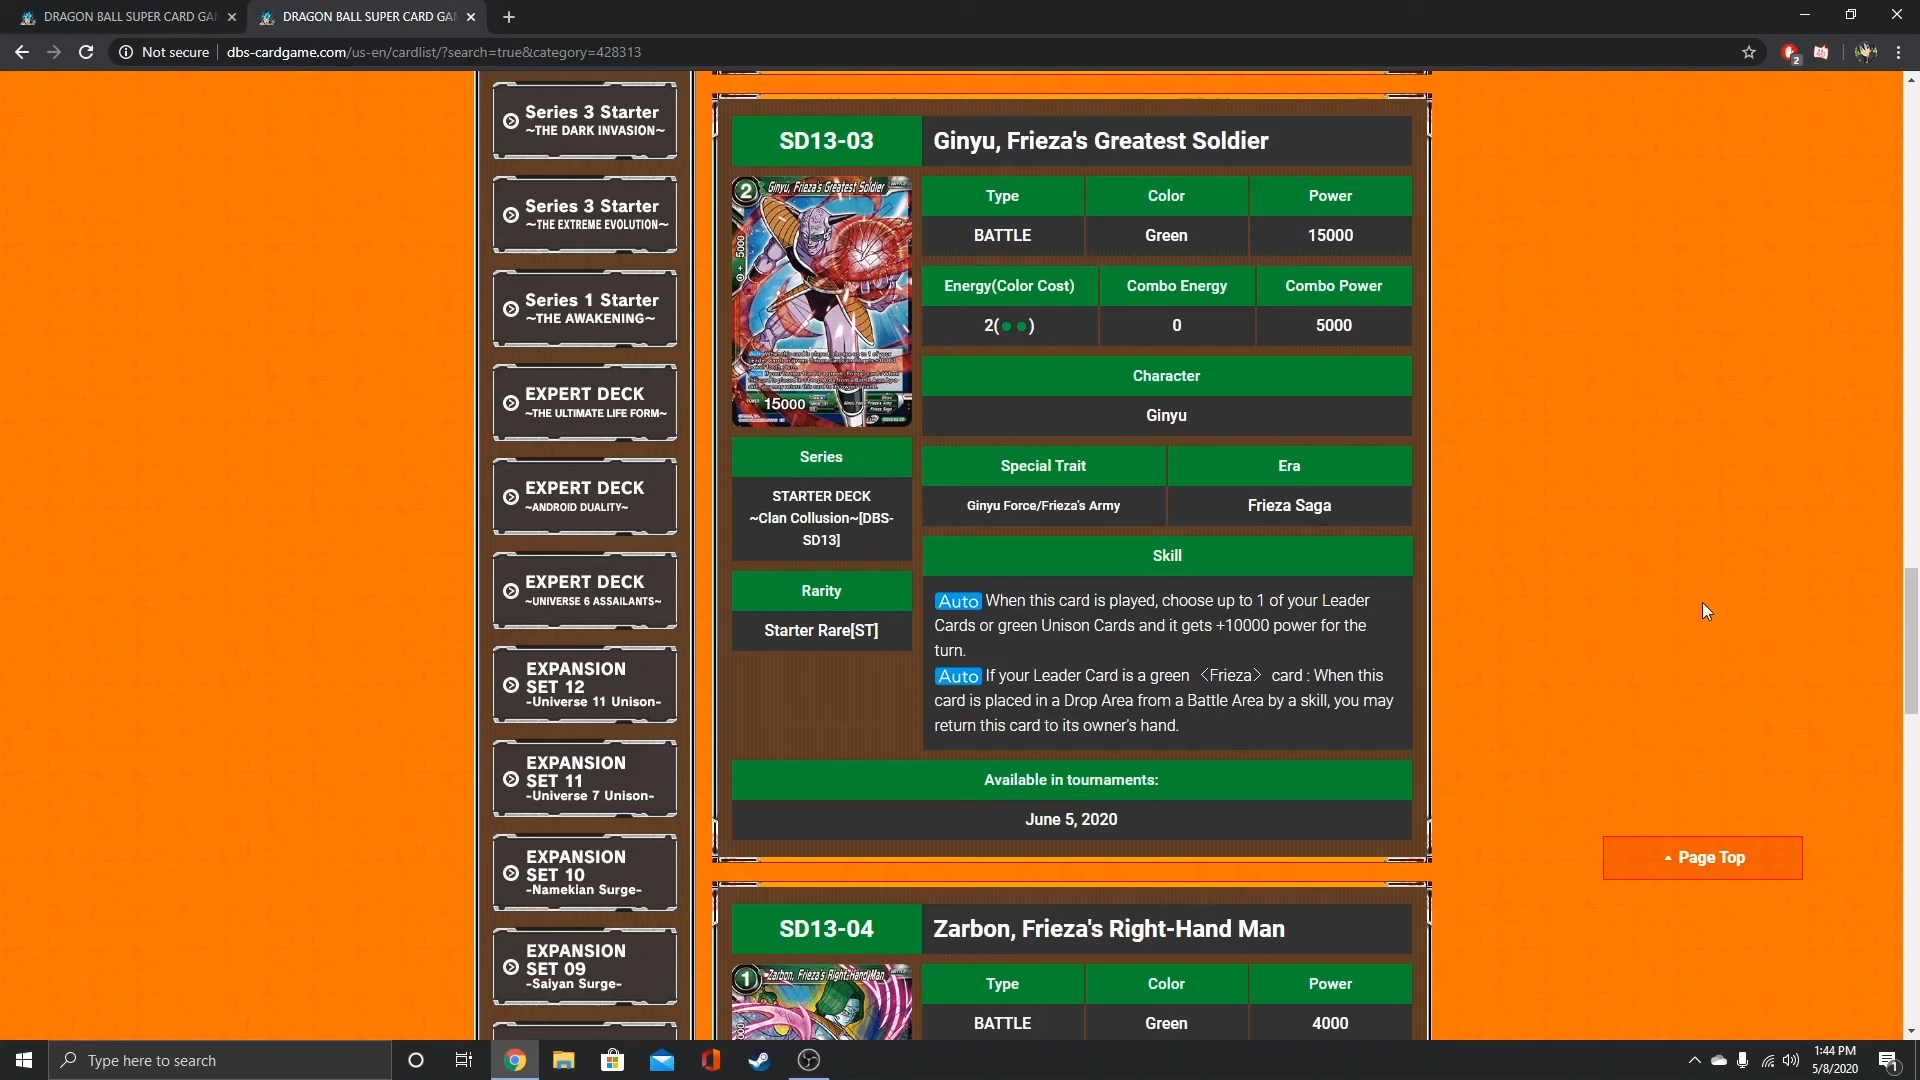 DRAGON BALL SUPER CARD GA
DRAGON BALL SUPER CARD GA
Not secure
dbs-cardgame.com/us-en/cardlist/?search=true&category=428313
2
Series 3 Starter
~THE DARK INVASION~
Series 3 Starter
~THE EXTREME EVOLUTION~
Series 1 Starter
~THE AWAKENING~
EXPERT DECK
~THE ULTIMATE LIFE FORM~
EXPERT DECK
~ANDROID DUALITY~
EXPERT DECK
~UNIVERSE 6 ASSAILANTS~
EXPANSION
SET 12
-Universe 11 Unison-
EXPANSION
SET 11
-Universe 7 Unison-
EXPANSION
SET 10
-Namekian Surge-
EXPANSION
SET 09
-Saiyan Surge-
SD13-03
Ginyu, Frieza's Greatest Soldier
2
Ginyu, Frieza's Greatest Soldier
5000
15000
Type
Color
Power
BATTLE
Green
15000
Energy(Color Cost)
Combo Energy
Combo Power
2(●●)
0
5000
Character
Ginyu
Special Trait
Era
Ginyu Force/Frieza's Army
Frieza Saga
Series
STARTER DECK
~Clan Collusion~[DBS-
SD13]
Rarity
Starter Rare[ST]
Skill
Auto When this card is played, choose up to 1 of your Leader
Cards or green Unison Cards and it gets +10000 power for the
turn.
Auto If your Leader Card is a green 〈Frieza〉 card : When this
card is placed in a Drop Area from a Battle Area by a skill, you may
return this card to its owner's hand.
Available in tournaments:
June 5, 2020
Page Top
SD13-04
Zarbon, Frieza's Right-Hand Man
1
Zarbon, Frieza's Right-Hand Man
Type
Color
Power
BATTLE
Green
4000
Type here to search
1:44 PM
5/8/2020
1